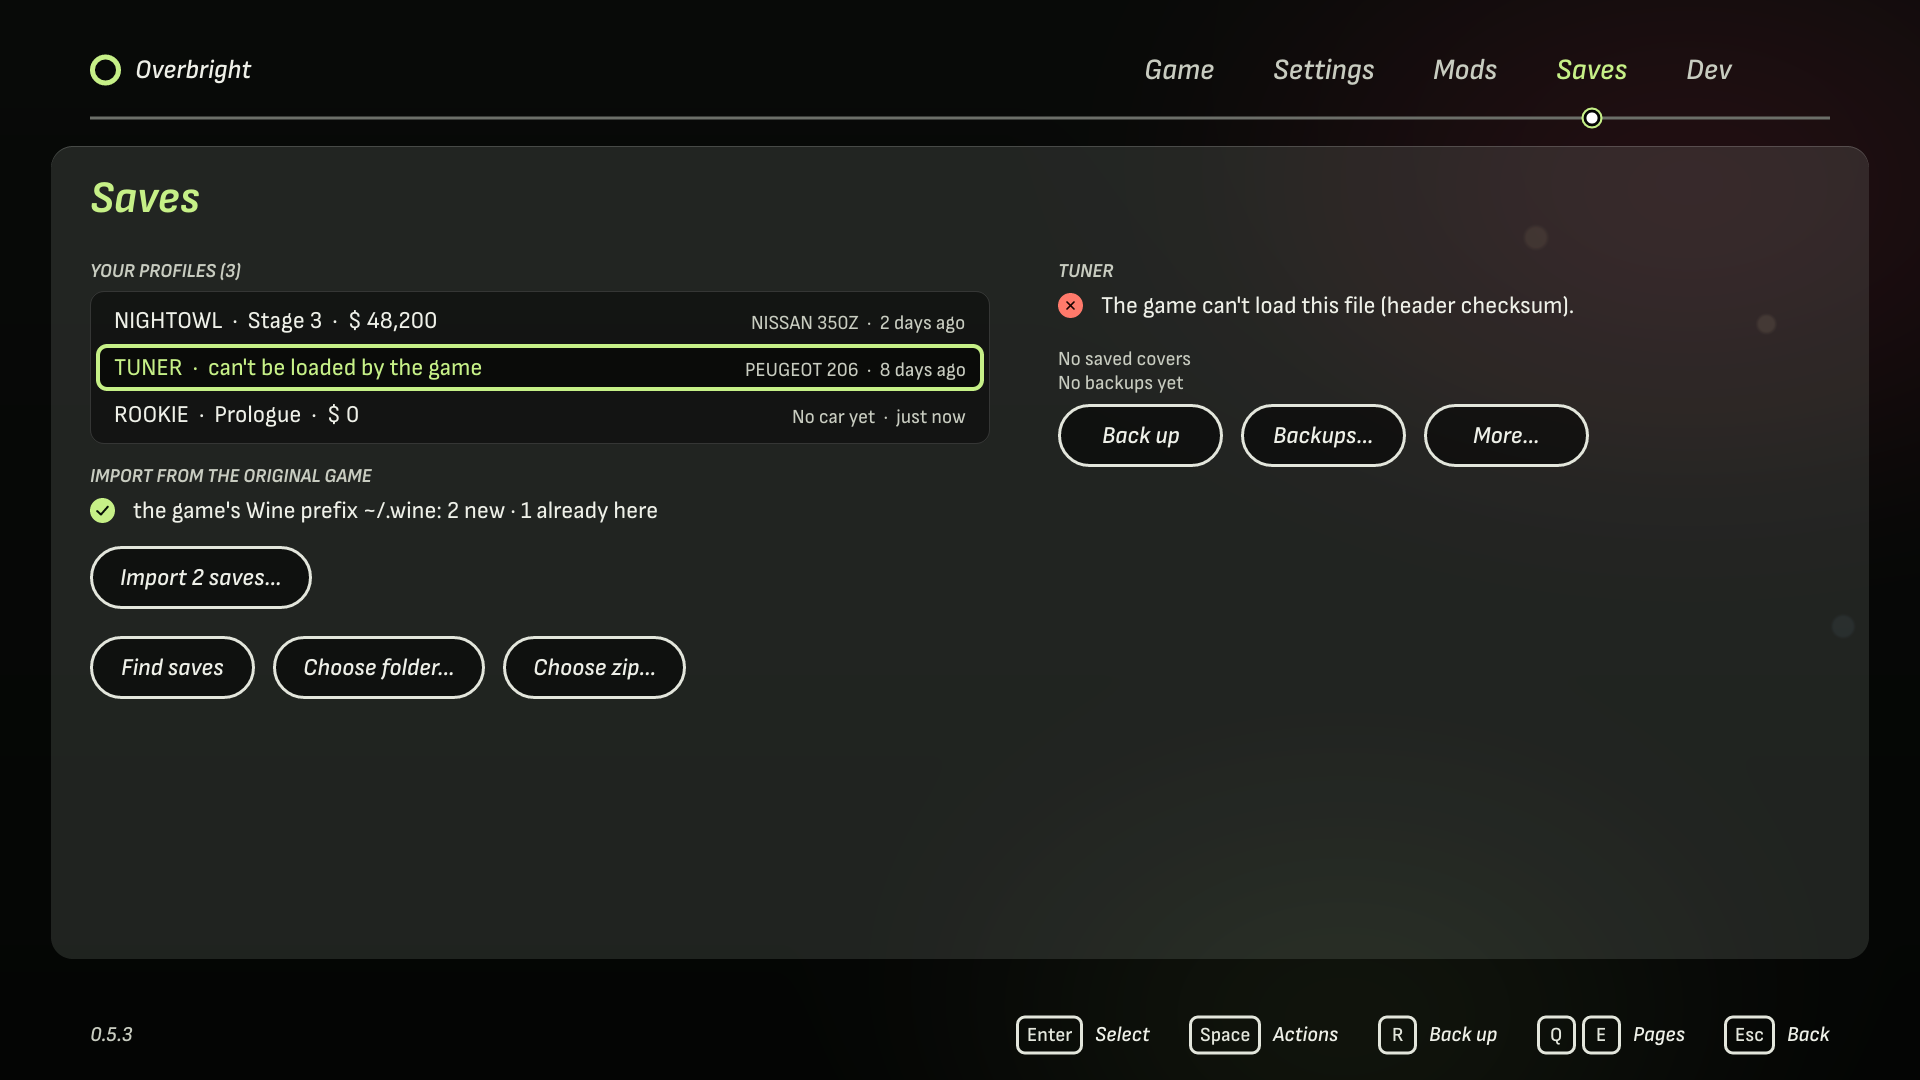 Overbright
Game Settings Mods Saves Dev
Saves
YOUR PROFILES (3)
NIGHTOWL · Stage 3 · $ 48,200 NISSAN 350Z · 2 days ago
TUNER · can't be loaded by the game PEUGEOT 206 · 8 days ago
ROOKIE · Prologue · $ 0 No car yet · just now
IMPORT FROM THE ORIGINAL GAME
the game's Wine prefix ~/.wine: 2 new · 1 already here
Import 2 saves...
Find saves Choose folder... Choose zip...
TUNER
The game can't load this file (header checksum).
No saved covers
No backups yet
Back up Backups... More...
0.5.3
Enter Select Space Actions R Back up Q E Pages Esc Back